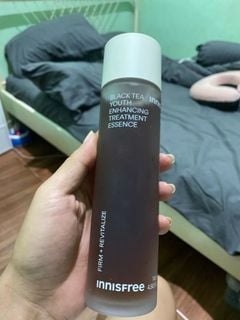 BLACK TEA
YOUTH
ENHANCING
TREATMENT
ESSENCE
FIRM + REVITALIZE
innisfree